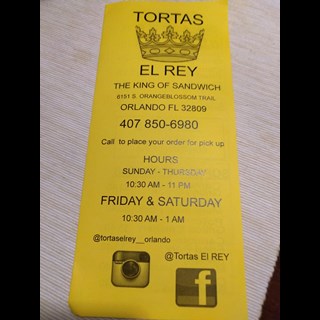 TORTAS
EL REY
THE KING OF SANDWICH
6151 S. ORANGEBLOSSOM TRAIL
ORLANDO FL 32809
407 850-6980
Call to place your order for pick up
HOURS
SUNDAY - THURSDAY
10:30 AM - 11 PM
FRIDAY & SATURDAY
10:30 AM - 1 AM
@tortaselrey__orlando
@Tortas El REY
f